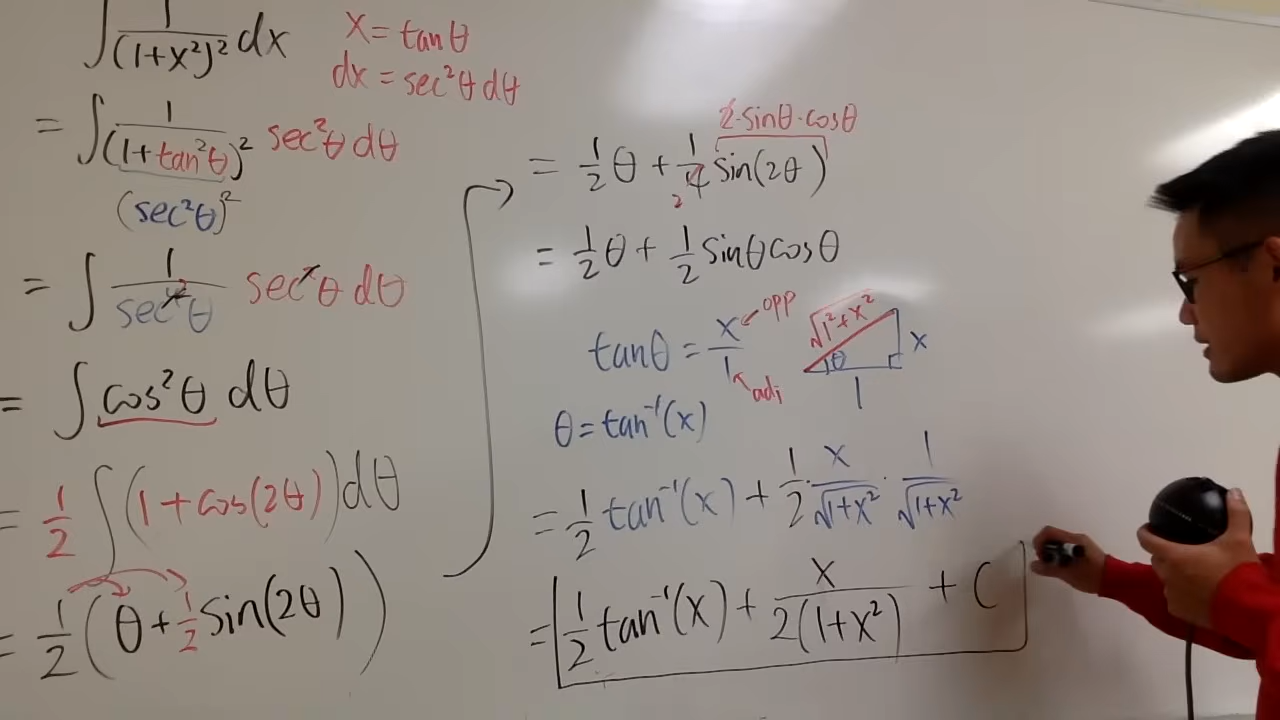 ∫ 1/(1+x²)² dx
x = tanθ
dx = sec²θ dθ
= ∫ 1/(1+tan²θ)² sec²θ dθ
(sec²θ)²
= ∫ 1/sec⁴θ sec²θ dθ
= ∫ cos²θ dθ
= 1/2 ∫ (1+cos(2θ)) dθ
= 1/2 (θ + 1/2 sin(2θ))
2·sinθ·cosθ
= 1/2 θ + 1/4 sin(2θ)
2
= 1/2 θ + 1/2 sinθcosθ
tanθ = x/1
opp
adj
√1²+x²
θ
x
1
θ = tan⁻¹(x)
= 1/2 tan⁻¹(x) + 1/2 · x/√1+x² · 1/√1+x²
= 1/2 tan⁻¹(x) + x/2(1+x²) + C